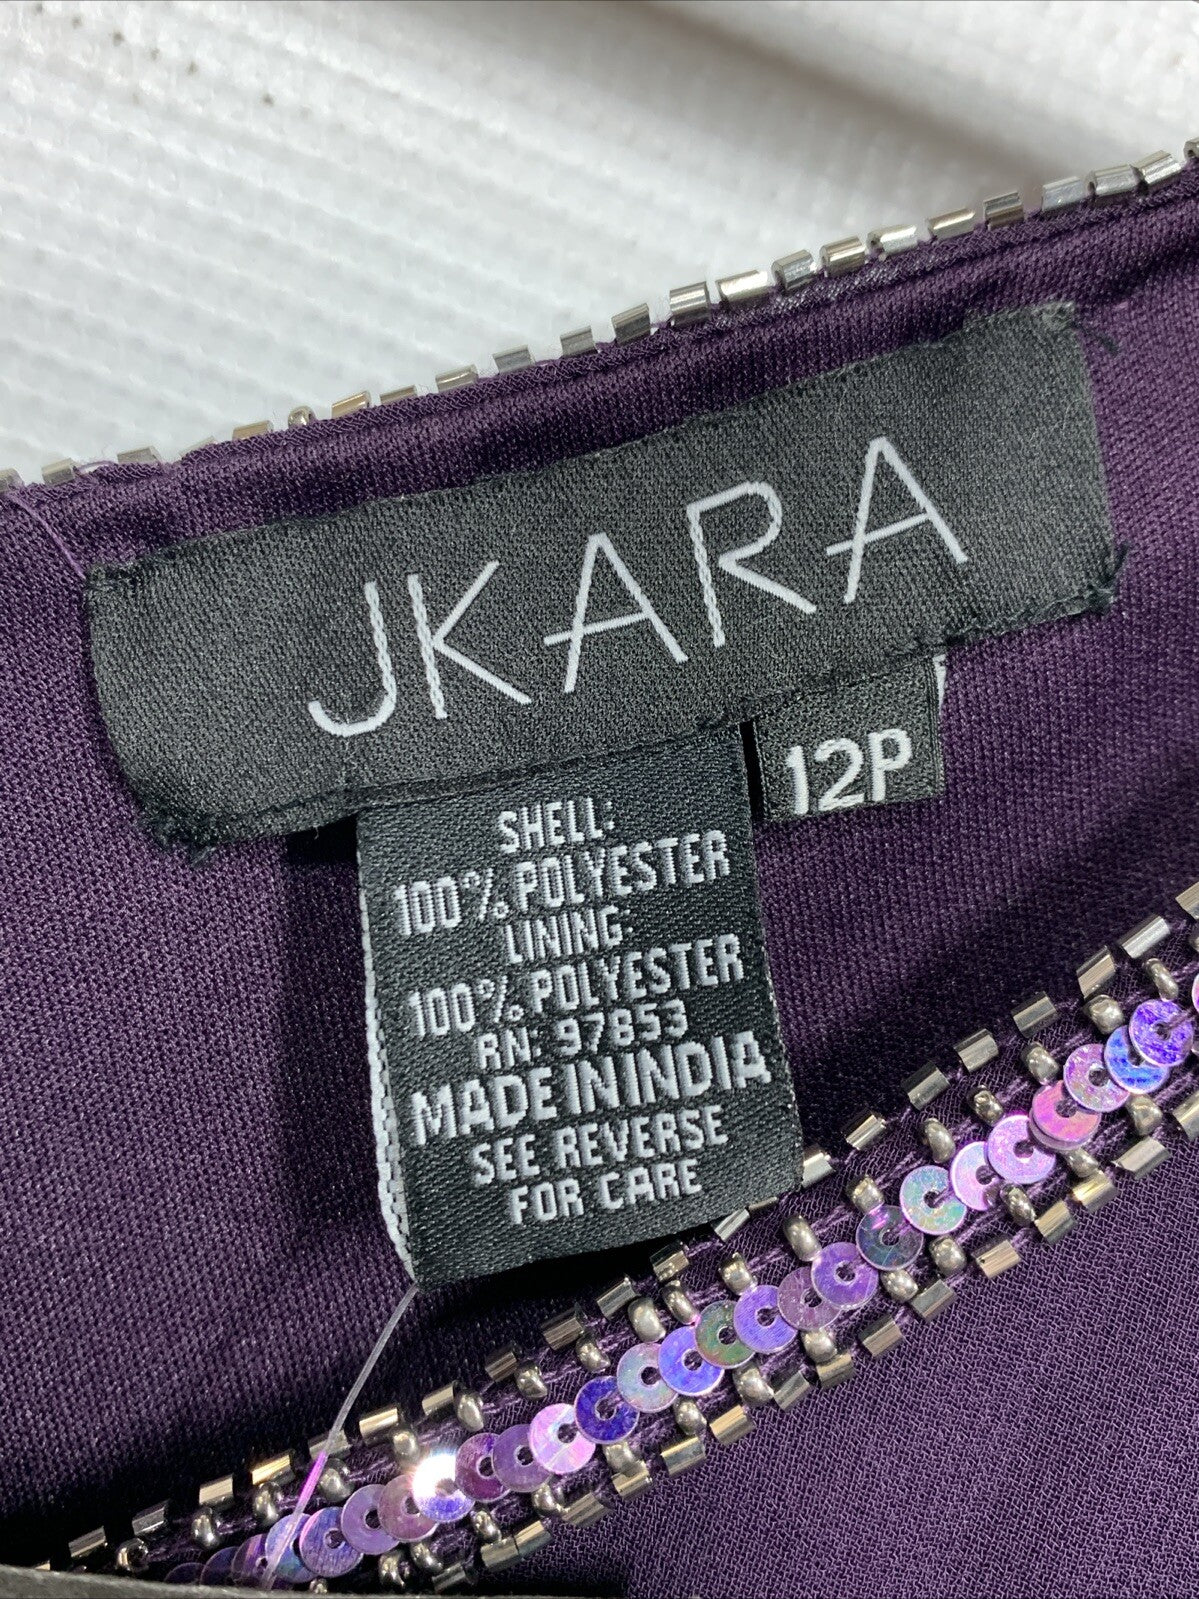 JKARA
12P
SHELL:
100% POLYESTER
LINING:
100% POLYESTER
RN: 97853
MADE IN INDIA
SEE REVERSE
FOR CARE